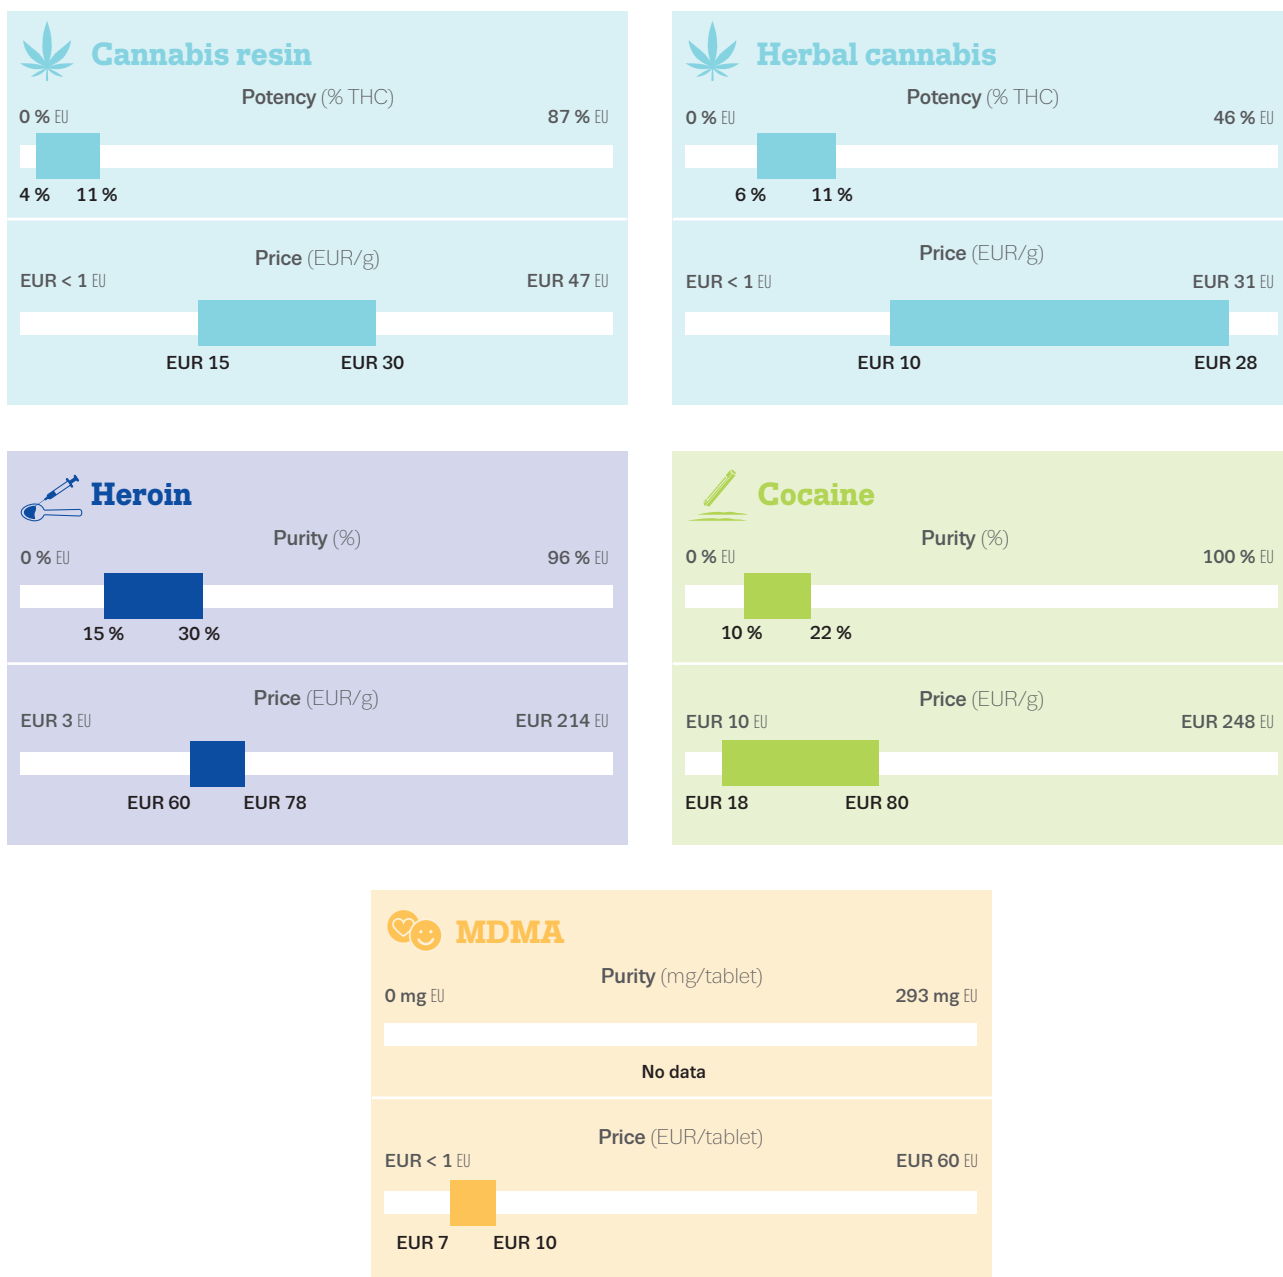 Cannabis resin
Potency (% THC)
0 % EU
87 % EU
4 %
11 %
Price (EUR/g)
EUR < 1 EU
EUR 47 EU
EUR 15
EUR 30
Herbal cannabis
Potency (% THC)
0 % EU
46 % EU
6 %
11 %
Price (EUR/g)
EUR < 1 EU
EUR 31 EU
EUR 10
EUR 28
Heroin
Purity (%)
0 % EU
96 % EU
15 %
30 %
Price (EUR/g)
EUR 3 EU
EUR 214 EU
EUR 60
EUR 78
Cocaine
Purity (%)
0 % EU
100 % EU
10 %
22 %
Price (EUR/g)
EUR 10 EU
EUR 248 EU
EUR 18
EUR 80
MDMA
Purity (mg/tablet)
0 mg EU
293 mg EU
No data
Price (EUR/tablet)
EUR < 1 EU
EUR 60 EU
EUR 7
EUR 10